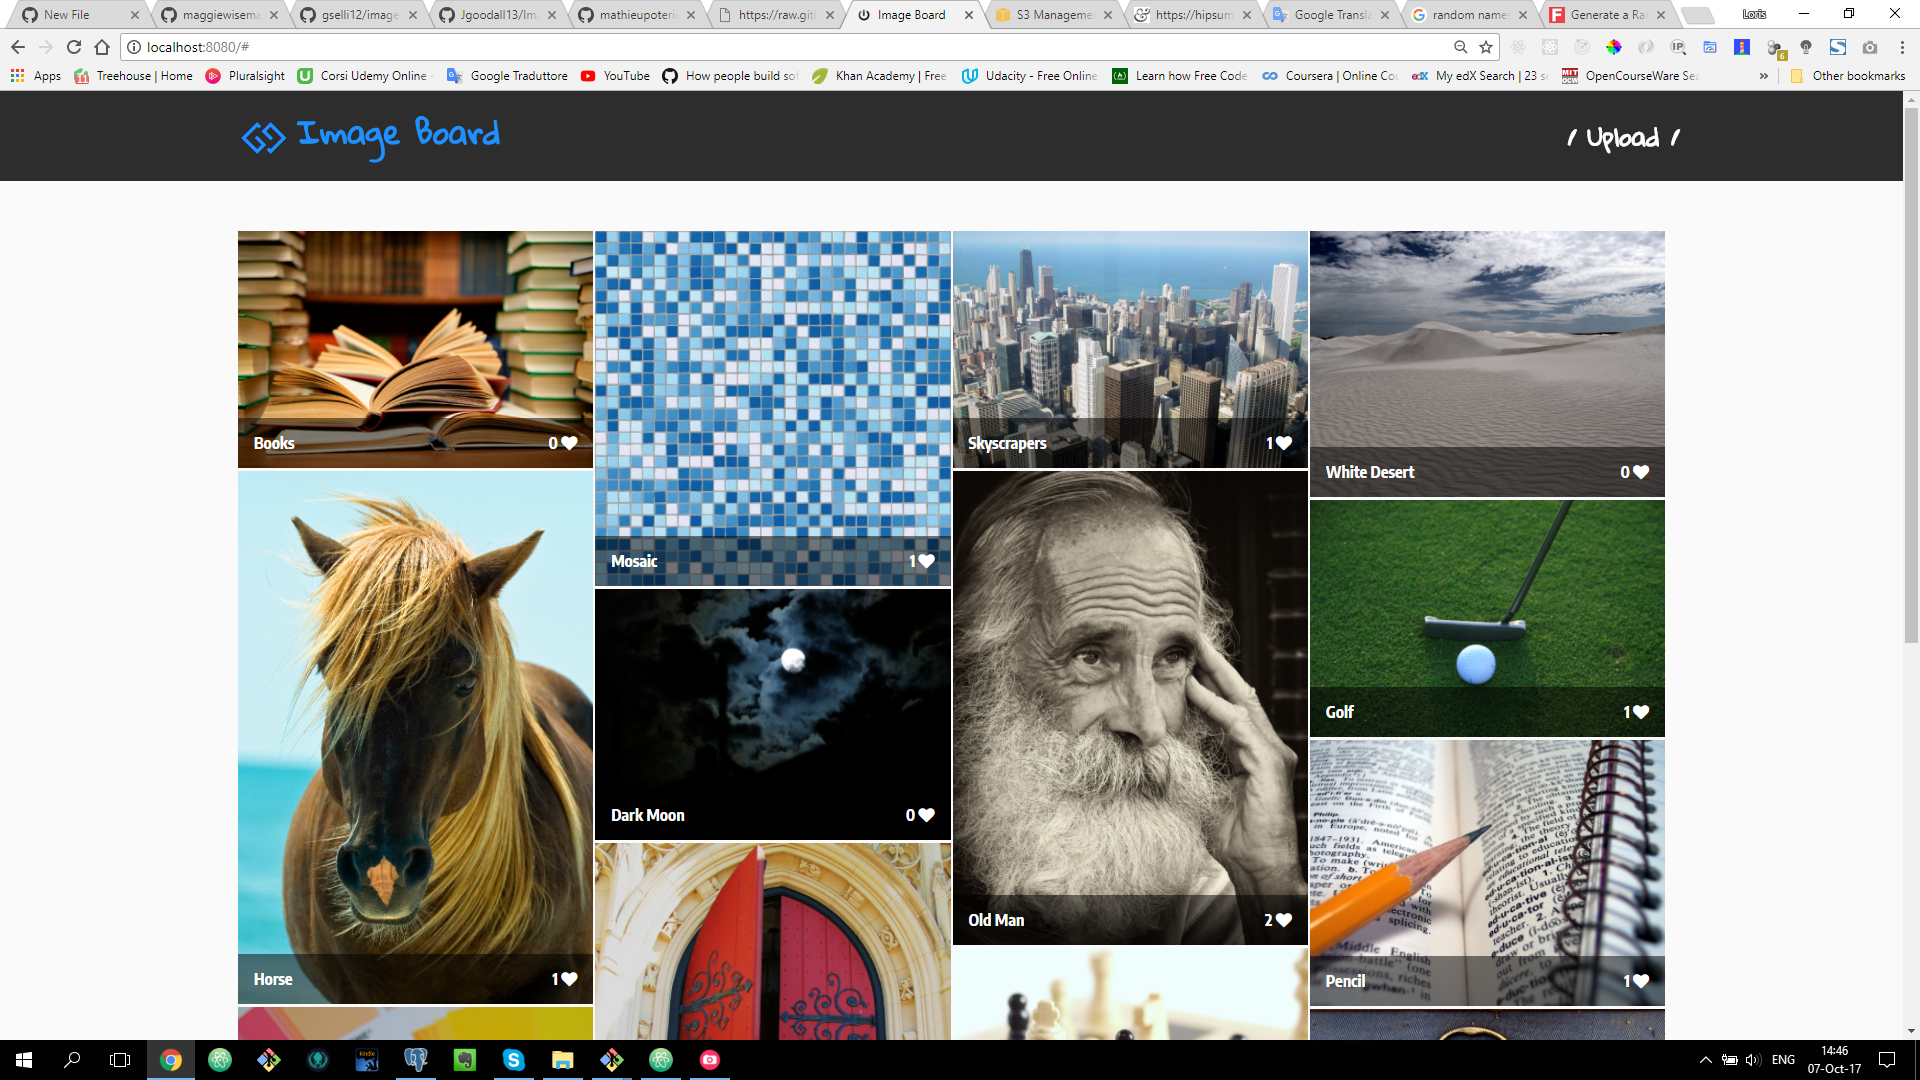 New File
maggiewisema
gselli12/image
Jgoodall13/Im
mathieupoteri
https://raw.git
Image Board
S3 Manageme
https://hipsum
Google Transla
random name
Generate a Ra
Loris
localhost:8080/#
Apps
Treehouse | Home
Pluralsight
Corsi Udemy Online
Google Traduttore
YouTube
How people build sof
Khan Academy | Free
Udacity - Free Online
Learn how Free Code
Coursera | Online Co
My edX Search | 23 s
OpenCourseWare Se
»
Other bookmarks
Image Board
/ Upload /
Books 0
Mosaic 1
Skyscrapers 1
White Desert 0
Horse 1
Dark Moon 0
Old Man 2
Golf 1
Pencil 1
ENG
14:46
07-Oct-17